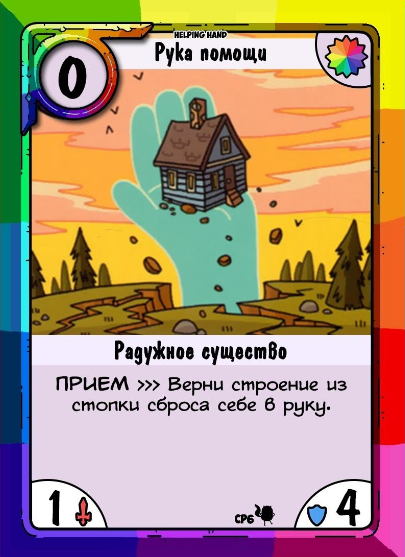 HELPING HAND
Рука помощи
0
Радужное существо
ПРИЕМ >>> Верни строение из
стопки сброса себе в руку.
1
CP6
4